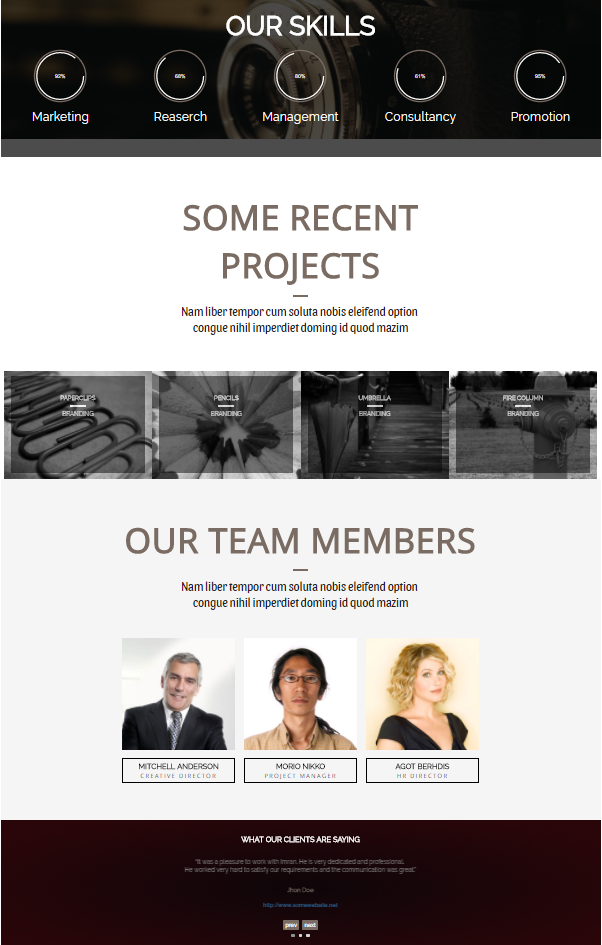 OUR SKILLS
92%
68%
80%
61%
95%
Marketing
Reaserch
Management
Consultancy
Promotion
SOME RECENT
PROJECTS
Nam liber tempor cum soluta nobis eleifend option
congue nihil imperdiet doming id quod mazim
PAPERCLIPS
BRANDING
PENCILS
BRANDING
UMBRELLA
BRANDING
FIRE COLUMN
BRANDING
OUR TEAM MEMBERS
Nam liber tempor cum soluta nobis eleifend option
congue nihil imperdiet doming id quod mazim
MITCHELL ANDERSON
CREATIVE DIRECTOR
MORIO NIKKO
PROJECT MANAGER
AGOT BERHDIS
HR DIRECTOR
WHAT OUR CLIENTS ARE SAYING
"It was a pleasure to work with Imran. He is very dedicated and professional.
He worked very hard to satisfy our requirements and the communication was great."
Jhon Doe
http://www.somewebsite.net
prev next